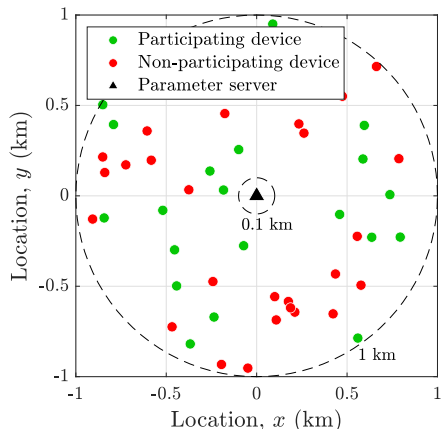 1
0.5
0
-0.5
-1
Participating device
Non-participating device
Parameter server
0.1 km
1 km
-1
-0.5
0
0.5
1
Location, x (km)
Location, y (km)